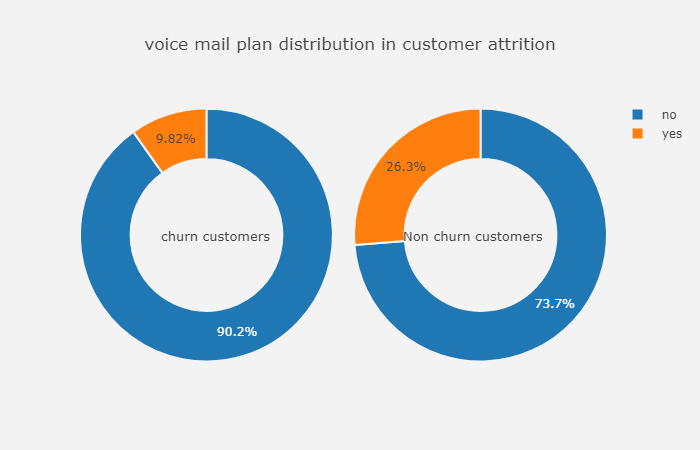 voice mail plan distribution in customer attrition
no
yes
9.82%
churn customers
90.2%
26.3%
Non churn customers
73.7%